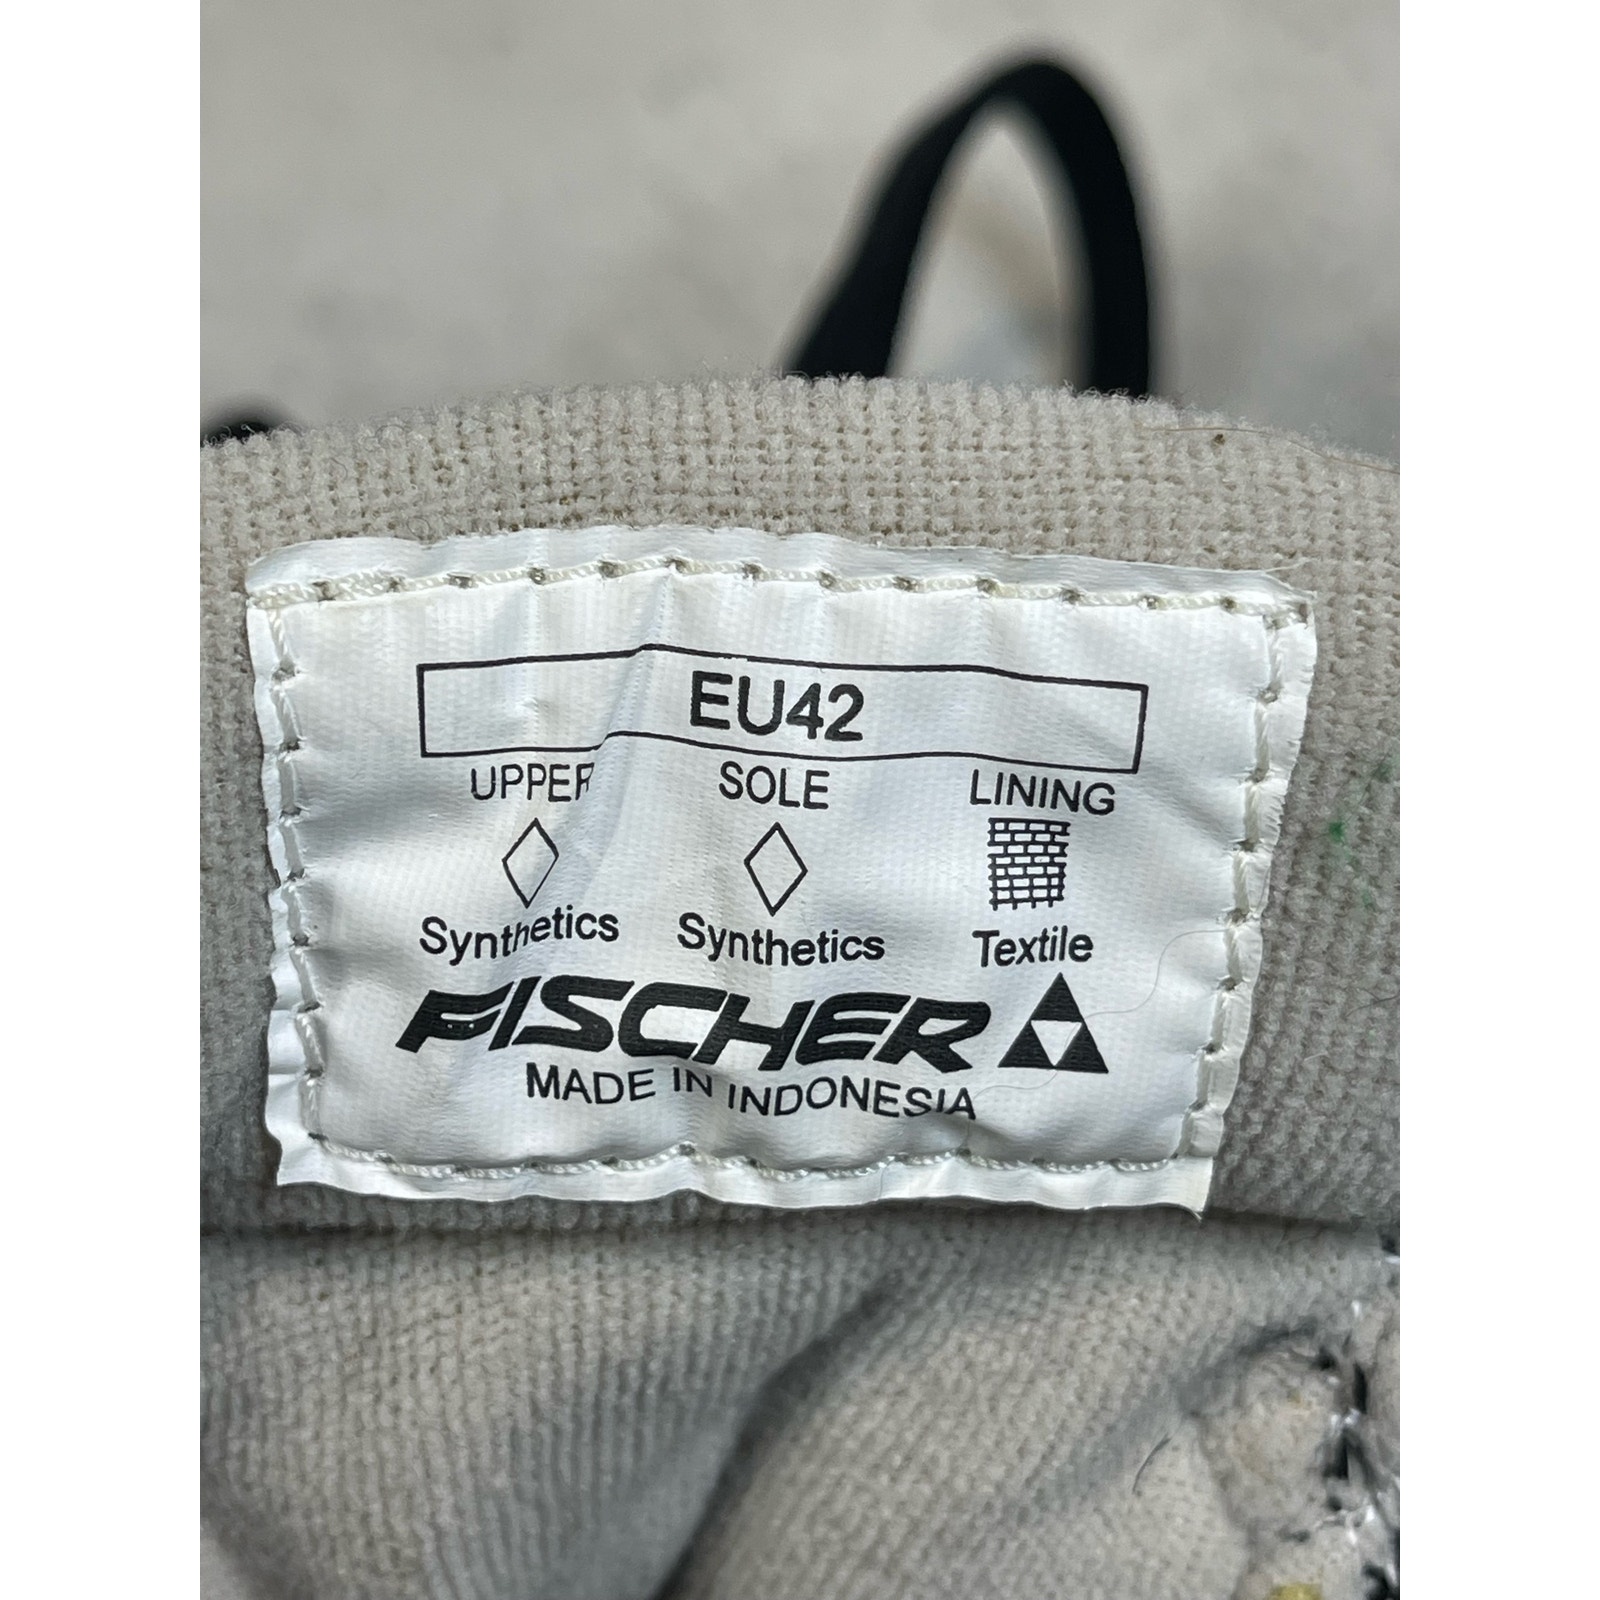 EU42
UPPER SOLE LINING
Synthetics Synthetics Textile
FISCHER
MADE IN INDONESIA